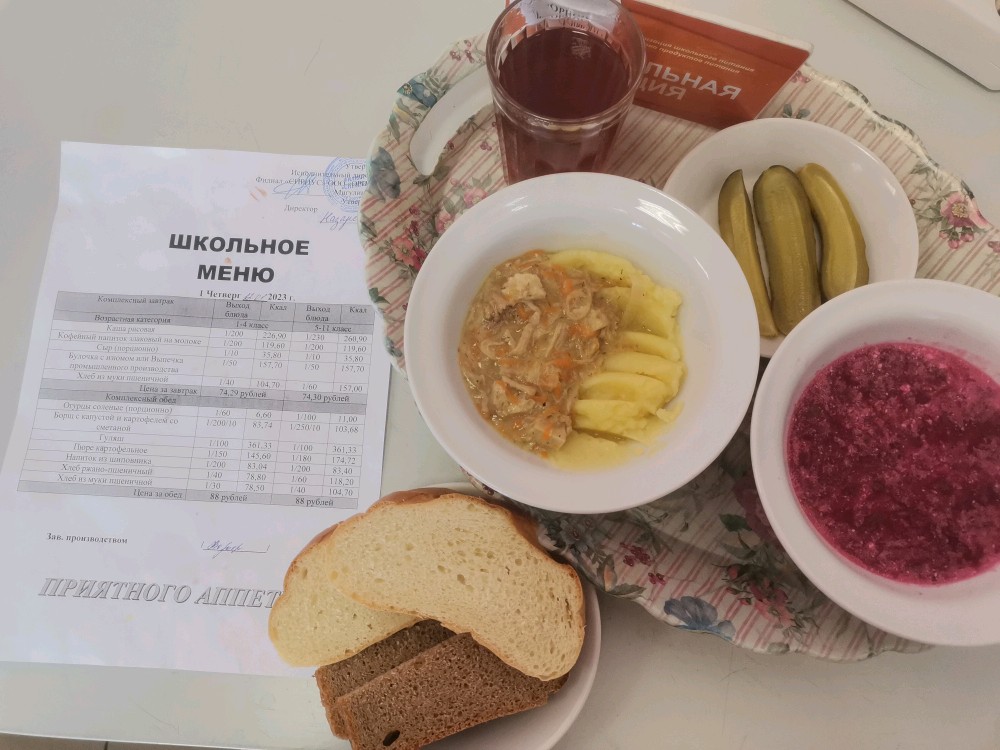 Утвер
Филиал
Директор
ШКОЛЬНОЕ
МЕНЮ
1 Четверг 2023 г.
Комплексный завтрак Выход блюда Ккал Выход блюда Ккал
Возрастная категория 1-4 класс 5-11 класс
Каша рисовая 1/200 226,90 1/230 260,90
Кофейный напиток злаковый на молоке 1/200 119,60 1/200 119,60
Сыр (порционно) 1/10 35,80 1/10 35,80
Булочка с изюмом или Выпечка промышленного производства 1/50 157,70 1/50 157,70
Хлеб из муки пшеничной 1/40 104,70 1/60 157,00
Цена за завтрак 74,29 рублей 74,30 рублей
Комплексный обед
Огурцы соленые (порционно) 1/60 6,60 1/100 11,00
Борщ с капустой и картофелем со сметаной 1/200/10 83,74 1/250/10 103,68
Гуляш 1/100 361,33 1/100 361,33
Пюре картофельное 1/150 145,60 1/180 174,72
Напиток из шиповника 1/200 83,04 1/200 83,40
Хлеб ржано-пшеничный 1/40 78,80 1/60 118,20
Хлеб из муки пшеничной 1/30 78,50 1/40 104,70
Цена за обед 88 рублей 88 рублей
Зав. производством
ПРИЯТНОГО АППЕТ
школьного питания
ЛЬНАЯ
ЦИЯ